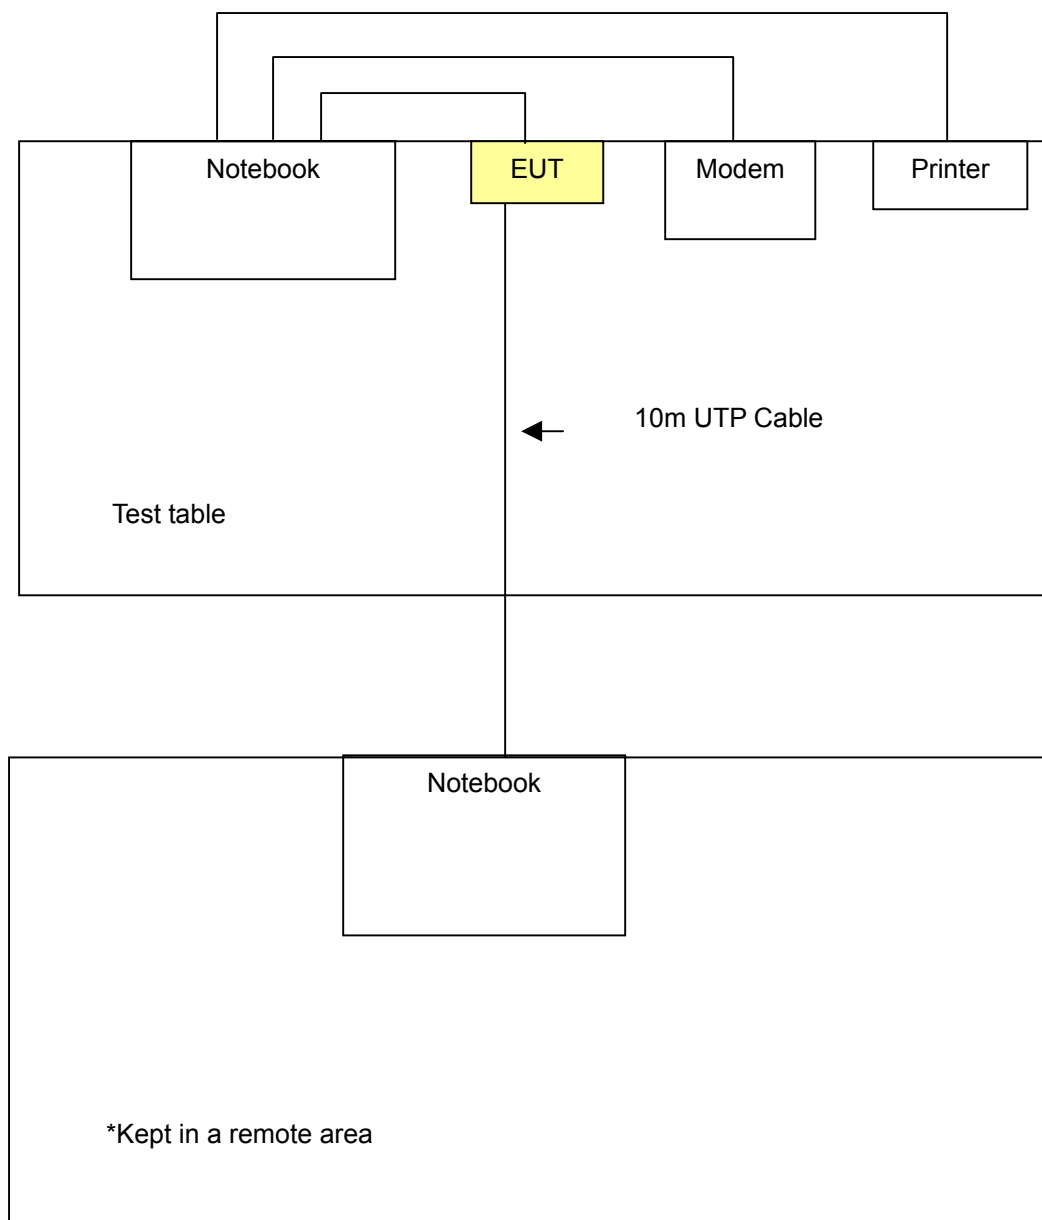 Notebook
EUT
Modem
Printer
10m UTP Cable
Test table
Notebook
*Kept in a remote area